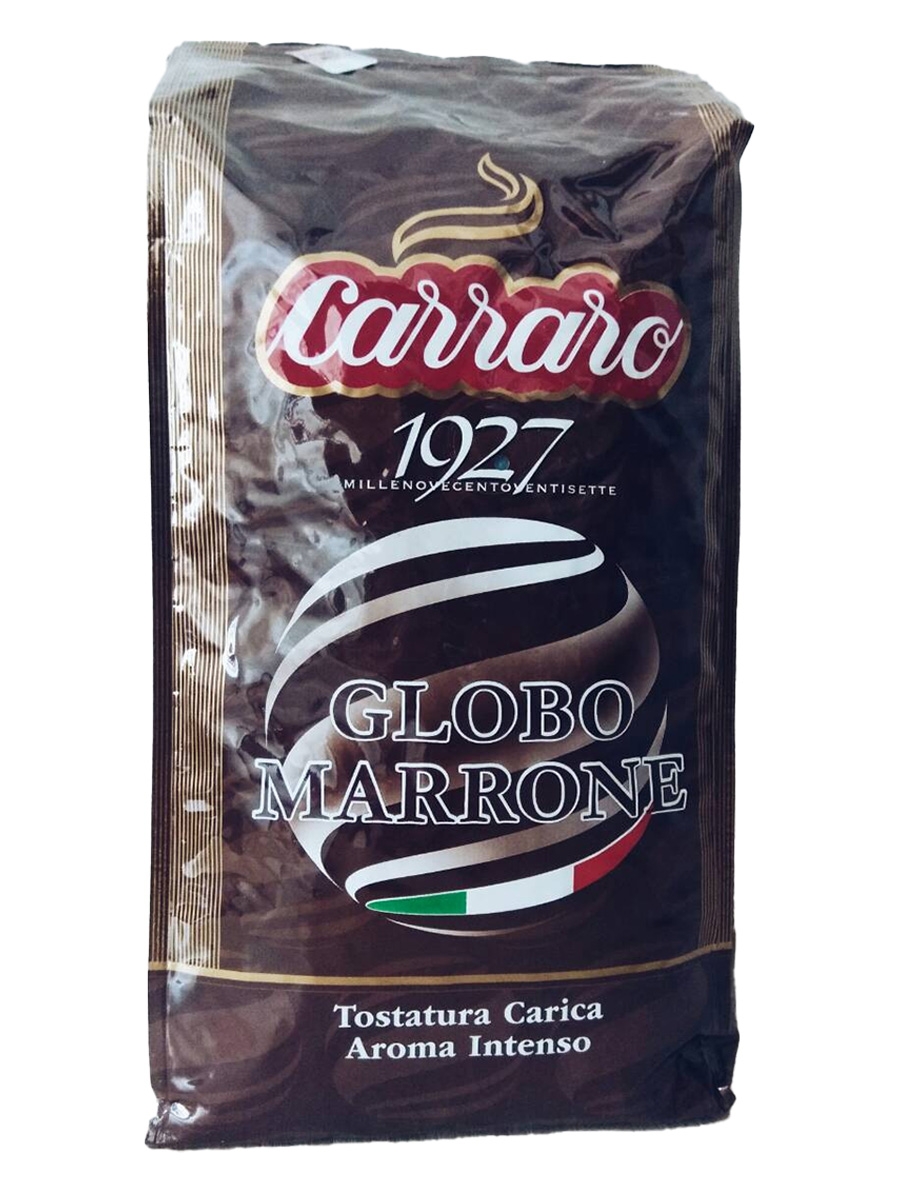 Carraro
1927
MILLENOVECENTOVENTISETTE
GLOBO
MARRONE
Tostatura Carica
Aroma Intenso